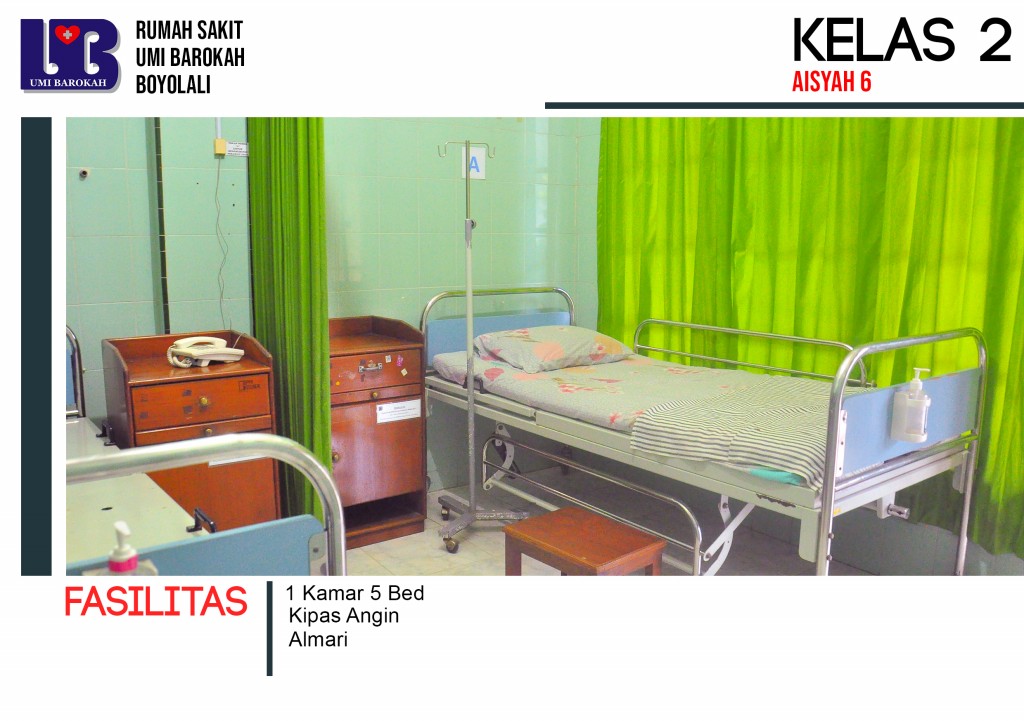 UMI BAROKAH
RUMAH SAKIT
UMI BAROKAH
BOYOLALI
KELAS 2
AISYAH 6
A
FASILITAS
1 Kamar 5 Bed
Kipas Angin
Almari